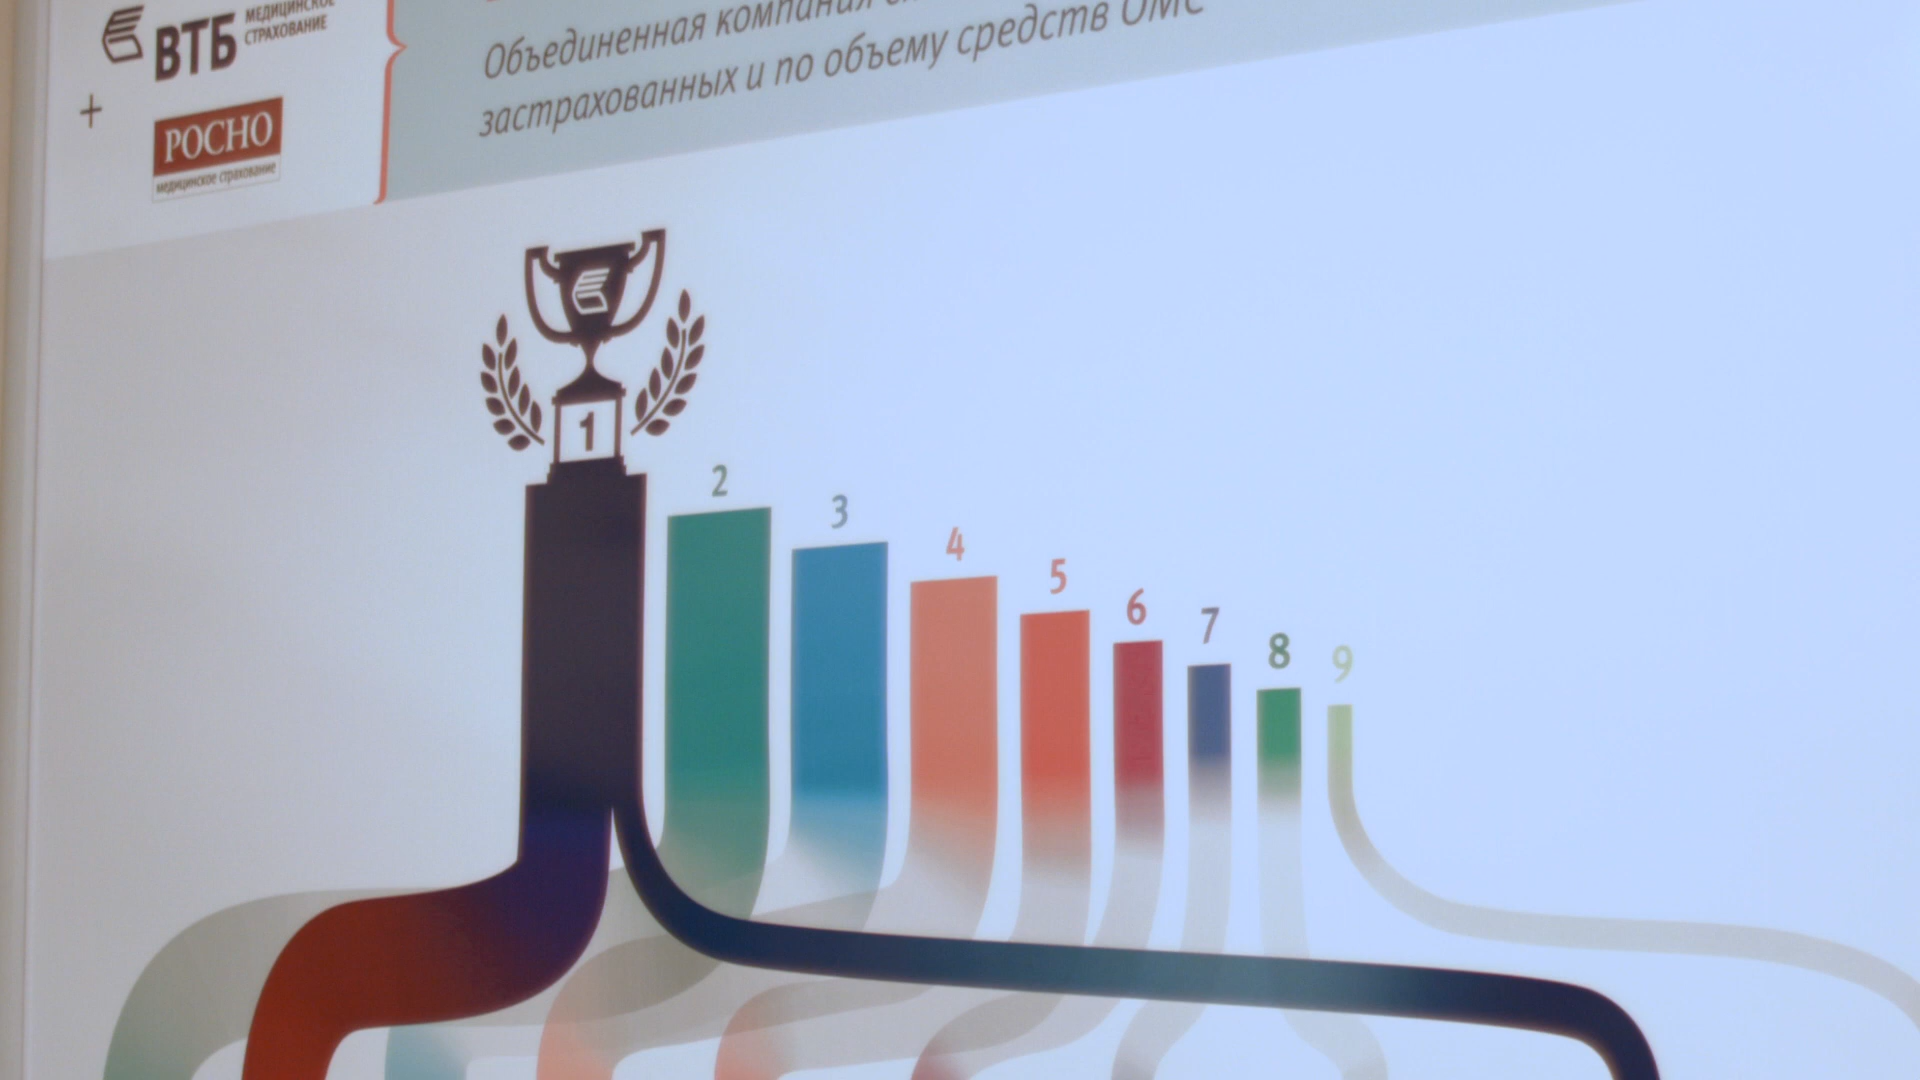 ВТБ
МЕДИЦИНСКОЕ
СТРАХОВАНИЕ
+
РОСНО
медицинское страхование
Объединенная компания
застрахованных и по объему средств ОМС
1
2
3
4
5
6
7
8
9